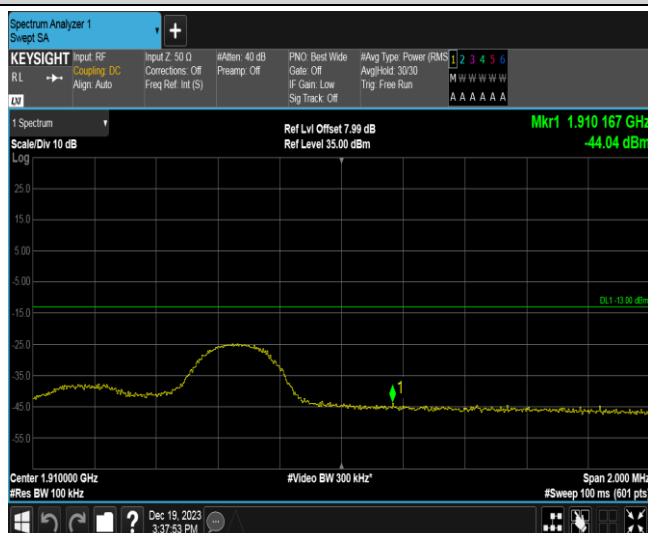 Spectrum Analyzer 1
Swept SA
+
KEYSIGHT
RL
Input: RF
Coupling: DC
Align: Auto
Input Z: 50 Ω
Corrections: Off
Freq Ref: Int (S)
#Atten: 40 dB
Preamp: Off
PNO: Best Wide
Gate: Off
IF Gain: Low
Sig Track: Off
#Avg Type: Power (RMS
Avg|Hold: 30/30
Trig: Free Run
1 2 3 4 5 6
M W W W W W
A A A A A A
LXI
1 Spectrum
Scale/Div 10 dB
Ref Lvl Offset 7.99 dB
Ref Level 35.00 dBm
Mkr1 1.910 167 GHz
-44.04 dBm
Log
25.0
15.0
5.00
-5.00
DL1 -13.00 dBm
-15.0
-25.0
-35.0
1
-45.0
-55.0
Center 1.910000 GHz
#Video BW 300 kHz*
Span 2.000 MHz
#Res BW 100 kHz
#Sweep 100 ms (601 pts)
?
Dec 19, 2023
3:37:53 PM